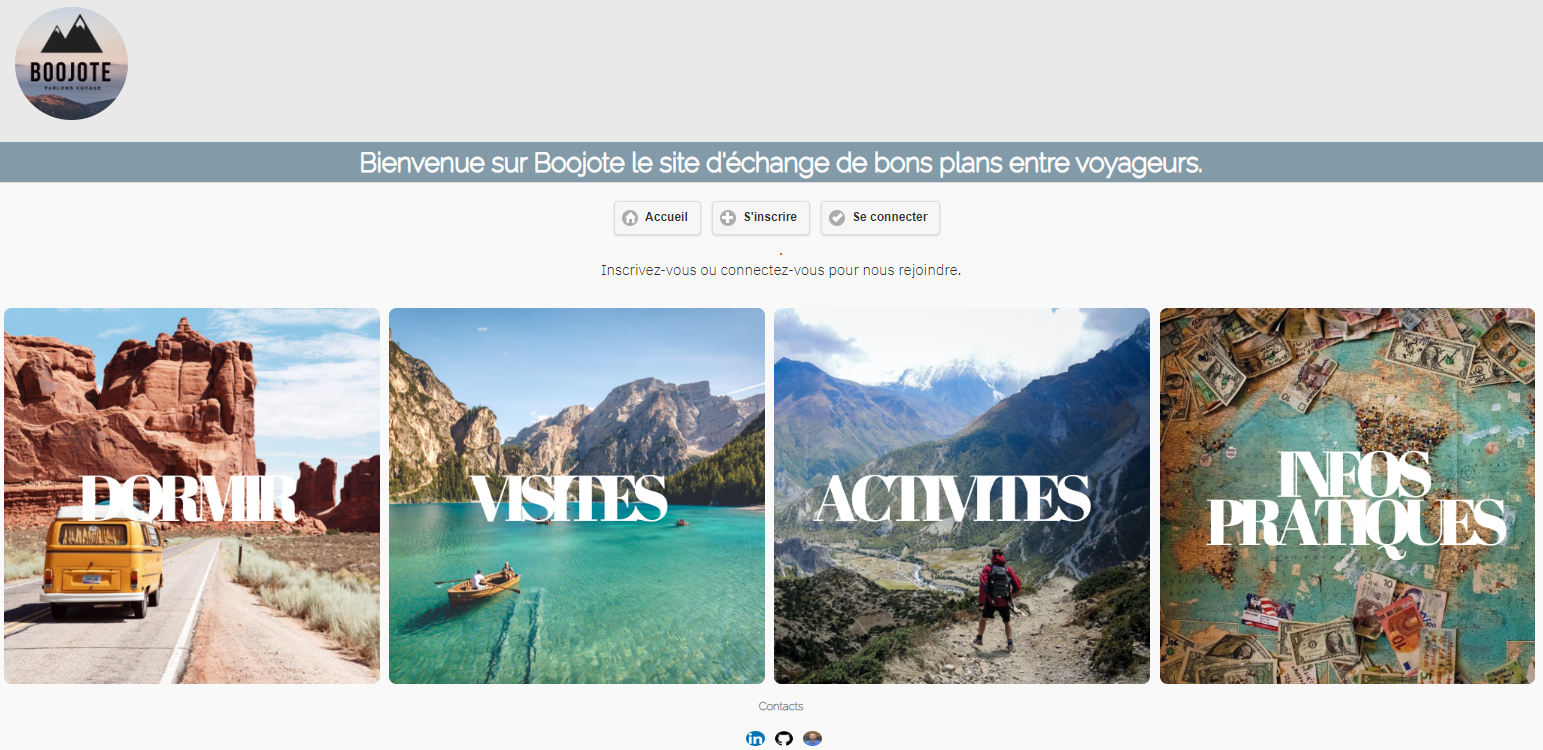 BOOJOTE
PARLONS VOYAGE
Bienvenue sur Boojote le site d'échange de bons plans entre voyageurs.
Accueil
S'inscrire
Se connecter
.
Inscrivez-vous ou connectez-vous pour nous rejoindre.
DORMIR
VISITES
ACTIVITES
INFOS
PRATIQUES
Contacts
in